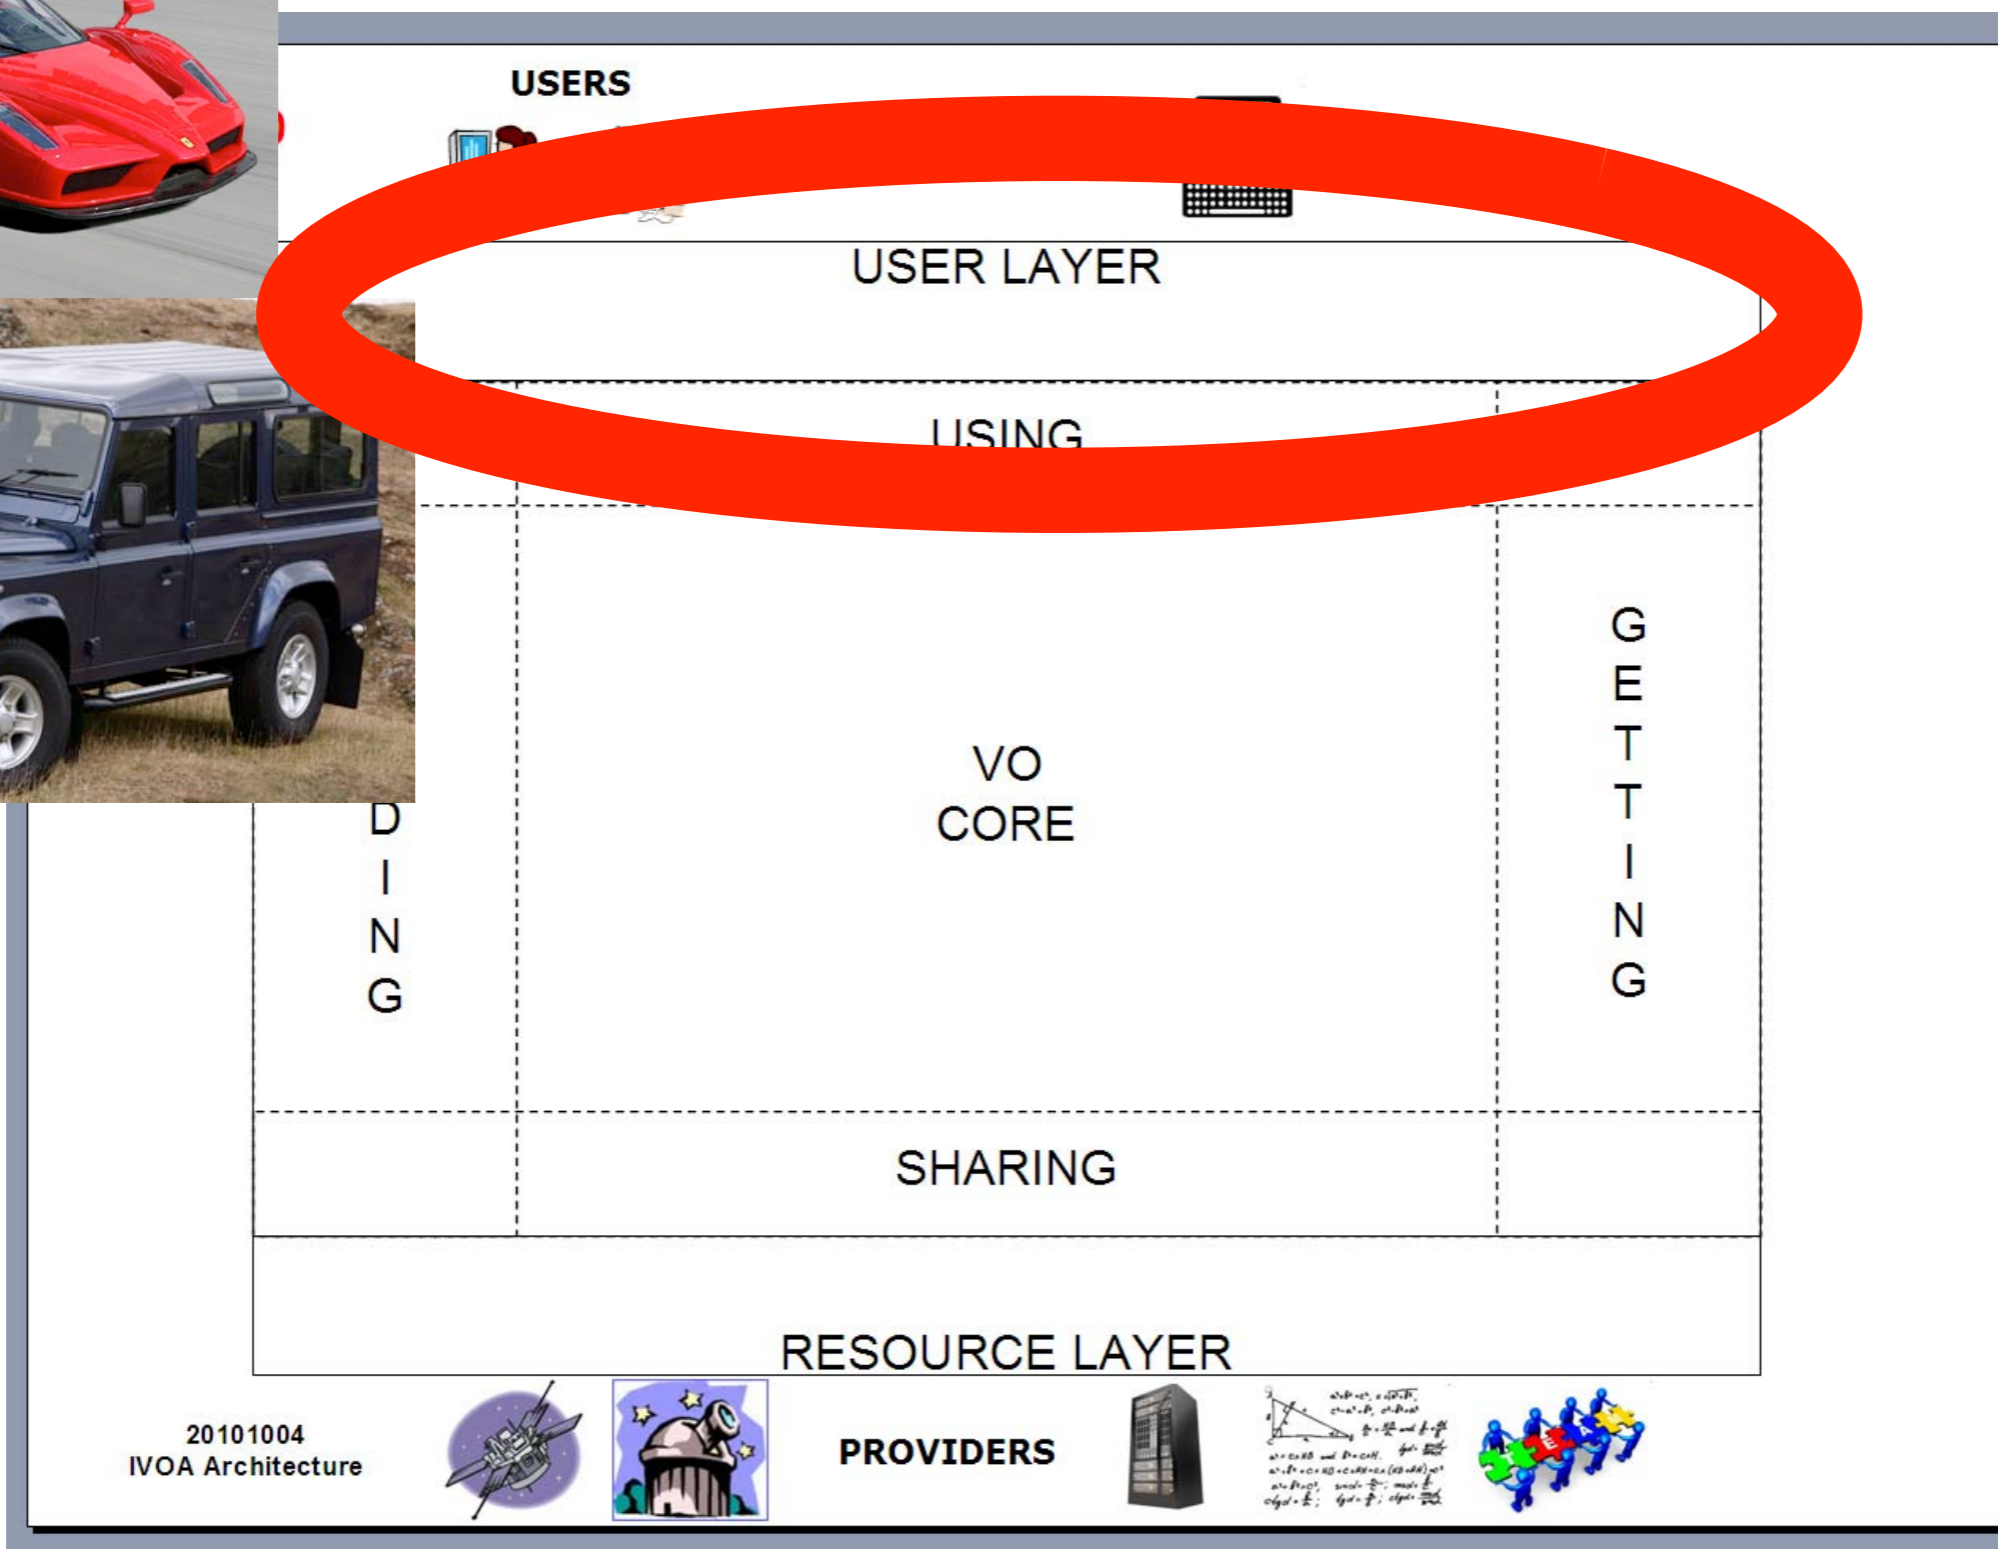 USERS
USER LAYER
USING
G
E
T
T
I
N
G
VO
CORE
D
I
N
G
SHARING
RESOURCE LAYER
20101004
IVOA Architecture
PROVIDERS